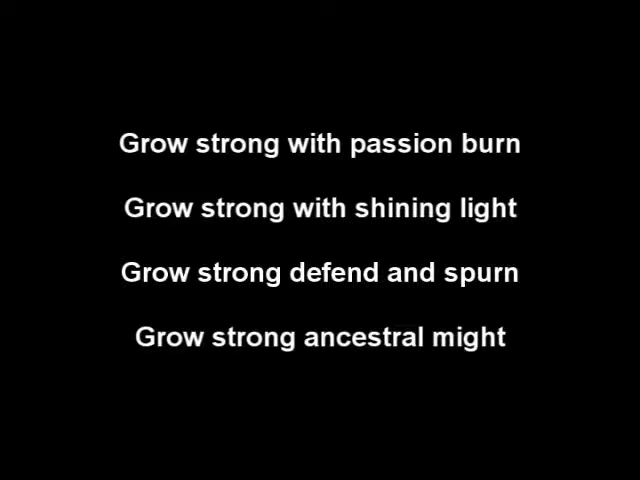 Grow strong with passion burn
Grow strong with shining light
Grow strong defend and spurn
Grow strong ancestral might